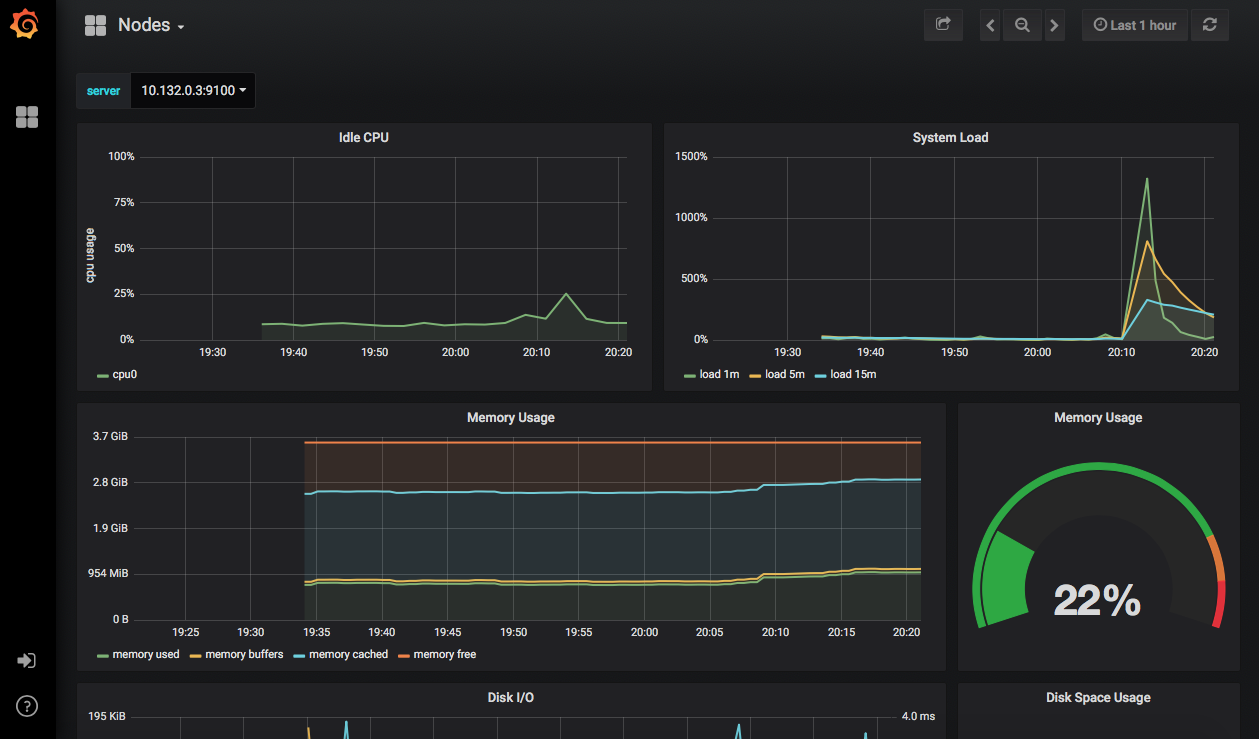 Nodes
Last 1 hour
server 10.132.0.3:9100
Idle CPU
100%
75%
50%
25%
0%
cpu usage
19:30 19:40 19:50 20:00 20:10 20:20
cpu0
System Load
1500%
1000%
500%
0%
19:30 19:40 19:50 20:00 20:10 20:20
load 1m load 5m load 15m
Memory Usage
3.7 GiB
2.8 GiB
1.9 GiB
954 MiB
0 B
19:25 19:30 19:35 19:40 19:45 19:50 19:55 20:00 20:05 20:10 20:15 20:20
memory used memory buffers memory cached memory free
Memory Usage
22%
Disk I/O
195 KiB 4.0 ms
Disk Space Usage
?